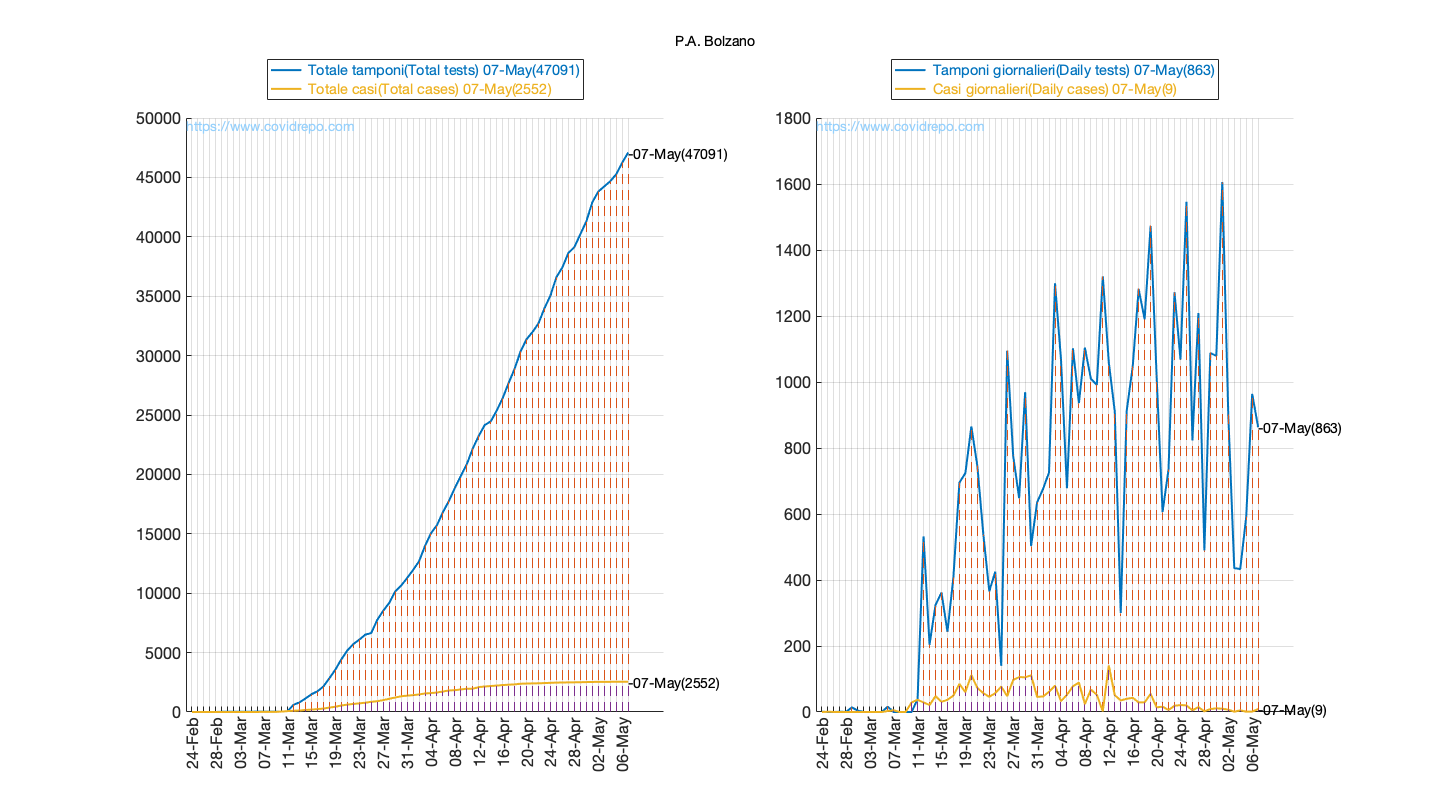 P.A. Bolzano
Totale tamponi(Total tests) 07-May(47091)
Totale casi(Total cases) 07-May(2552)
https://www.covidrepo.com
50000
45000
40000
35000
30000
25000
20000
15000
10000
5000
0
-07-May(47091)
-07-May(2552)
24-Feb
28-Feb
03-Mar
07-Mar
11-Mar
15-Mar
19-Mar
23-Mar
27-Mar
31-Mar
04-Apr
08-Apr
12-Apr
16-Apr
20-Apr
24-Apr
28-Apr
02-May
06-May
Tamponi giornalieri(Daily tests) 07-May(863)
Casi giornalieri(Daily cases) 07-May(9)
https://www.covidrepo.com
1800
1600
1400
1200
1000
800
600
400
200
0
-07-May(863)
-07-May(9)
24-Feb
28-Feb
03-Mar
07-Mar
11-Mar
15-Mar
19-Mar
23-Mar
27-Mar
31-Mar
04-Apr
08-Apr
12-Apr
16-Apr
20-Apr
24-Apr
28-Apr
02-May
06-May